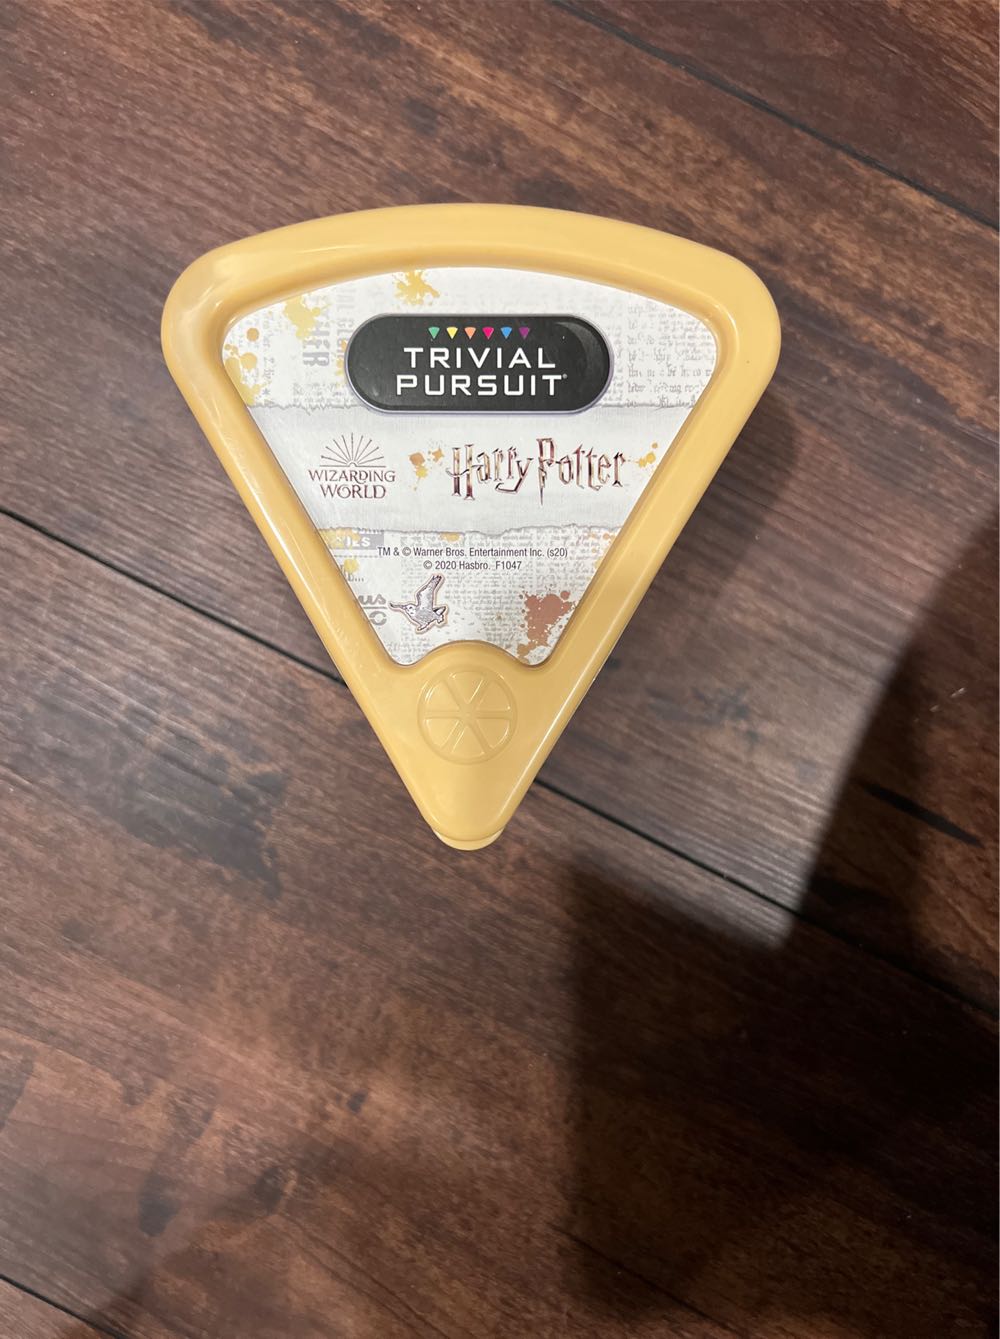 TRIVIAL
PURSUIT®
WIZARDING
WORLD
Harry Potter
TM & © Warner Bros. Entertainment Inc. (s20)
© 2020 Hasbro. F1047